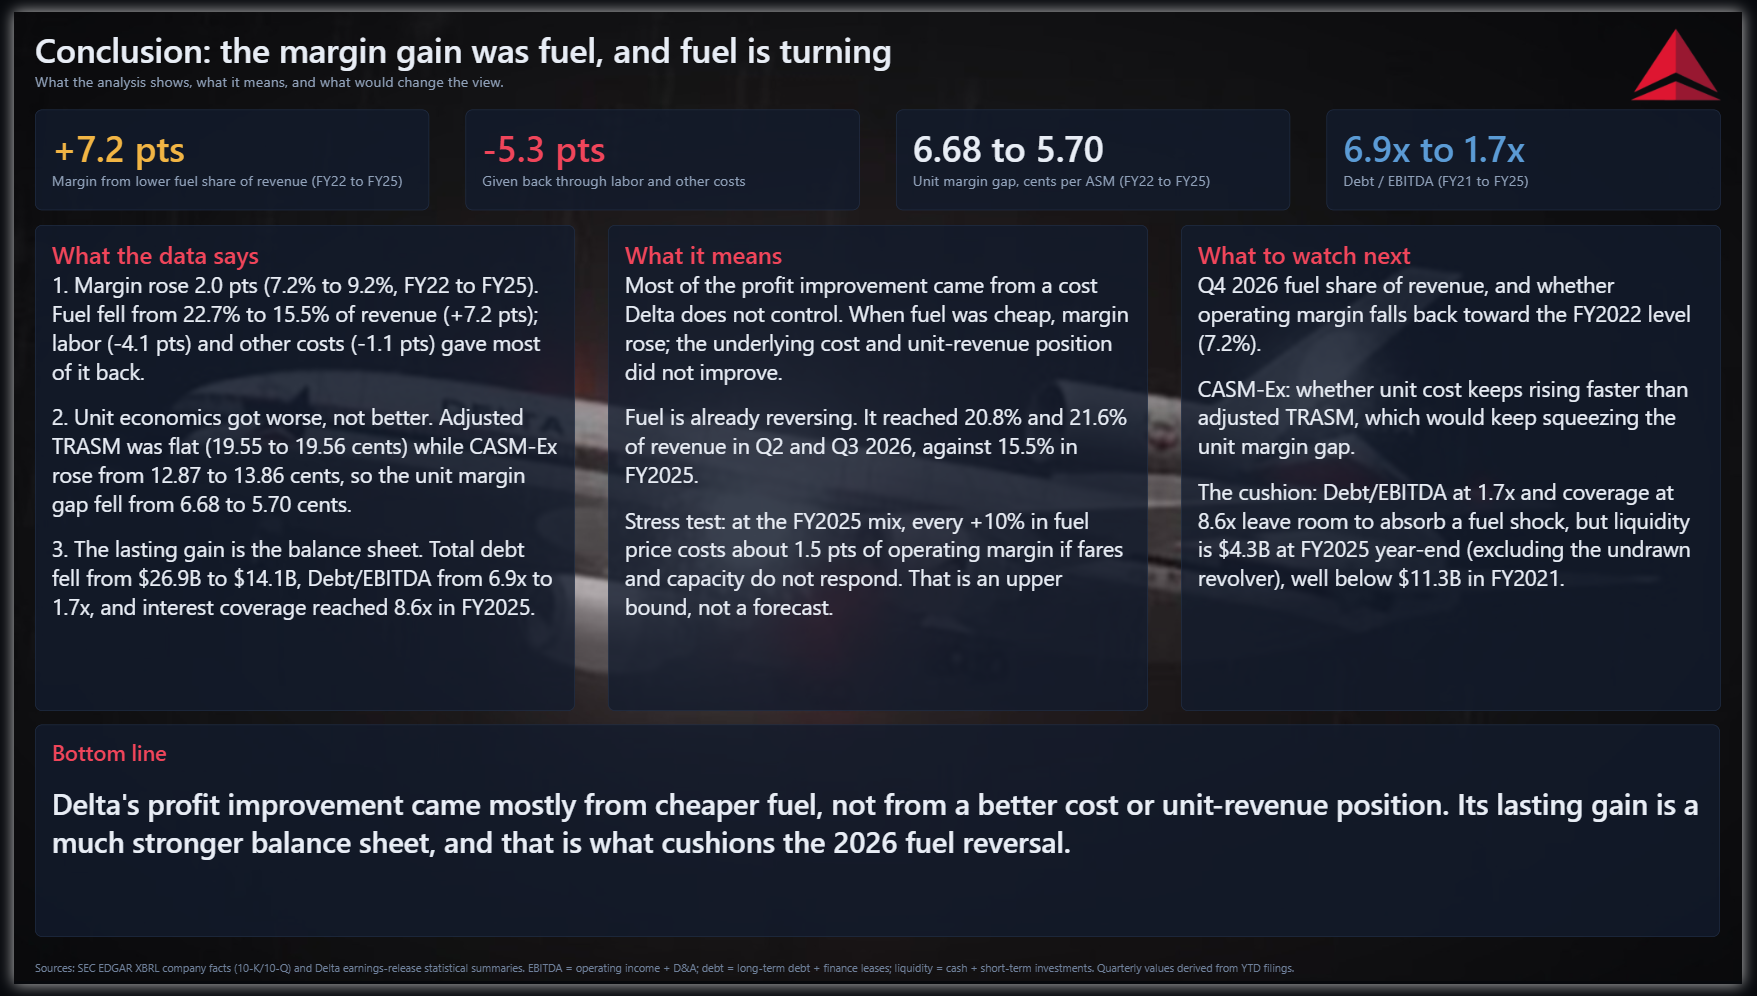 Conclusion: the margin gain was fuel, and fuel is turning
What the analysis shows, what it means, and what would change the view.
+7.2 pts
Margin from lower fuel share of revenue (FY22 to FY25)
-5.3 pts
Given back through labor and other costs
6.68 to 5.70
Unit margin gap, cents per ASM (FY22 to FY25)
6.9x to 1.7x
Debt / EBITDA (FY21 to FY25)
What the data says
1. Margin rose 2.0 pts (7.2% to 9.2%, FY22 to FY25).
Fuel fell from 22.7% to 15.5% of revenue (+7.2 pts);
labor (-4.1 pts) and other costs (-1.1 pts) gave most
of it back.
2. Unit economics got worse, not better. Adjusted
TRASM was flat (19.55 to 19.56 cents) while CASM-Ex
rose from 12.87 to 13.86 cents, so the unit margin
gap fell from 6.68 to 5.70 cents.
3. The lasting gain is the balance sheet. Total debt
fell from $26.9B to $14.1B, Debt/EBITDA from 6.9x to
1.7x, and interest coverage reached 8.6x in FY2025.
What it means
Most of the profit improvement came from a cost
Delta does not control. When fuel was cheap, margin
rose; the underlying cost and unit-revenue position
did not improve.
Fuel is already reversing. It reached 20.8% and 21.6%
of revenue in Q2 and Q3 2026, against 15.5% in
FY2025.
Stress test: at the FY2025 mix, every +10% in fuel
price costs about 1.5 pts of operating margin if fares
and capacity do not respond. That is an upper
bound, not a forecast.
What to watch next
Q4 2026 fuel share of revenue, and whether
operating margin falls back toward the FY2022 level
(7.2%).
CASM-Ex: whether unit cost keeps rising faster than
adjusted TRASM, which would keep squeezing the
unit margin gap.
The cushion: Debt/EBITDA at 1.7x and coverage at
8.6x leave room to absorb a fuel shock, but liquidity
is $4.3B at FY2025 year-end (excluding the undrawn
revolver), well below $11.3B in FY2021.
Bottom line
Delta's profit improvement came mostly from cheaper fuel, not from a better cost or unit-revenue position. Its lasting gain is a
much stronger balance sheet, and that is what cushions the 2026 fuel reversal.
Sources: SEC EDGAR XBRL company facts (10-K/10-Q) and Delta earnings-release statistical summaries. EBITDA = operating income + D&A; debt = long-term debt + finance leases; liquidity = cash + short-term investments. Quarterly values derived from YTD filings.